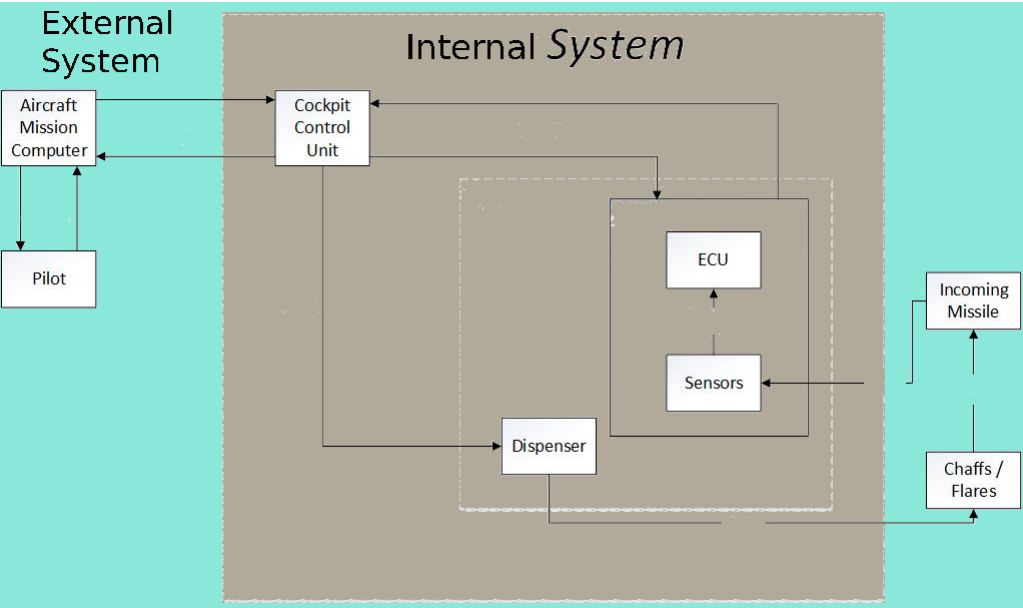 External
System
Internal System
Aircraft
Mission
Computer
Cockpit
Control
Unit
Pilot
ECU
Incoming
Missile
Sensors
Dispenser
Chaffs /
Flares